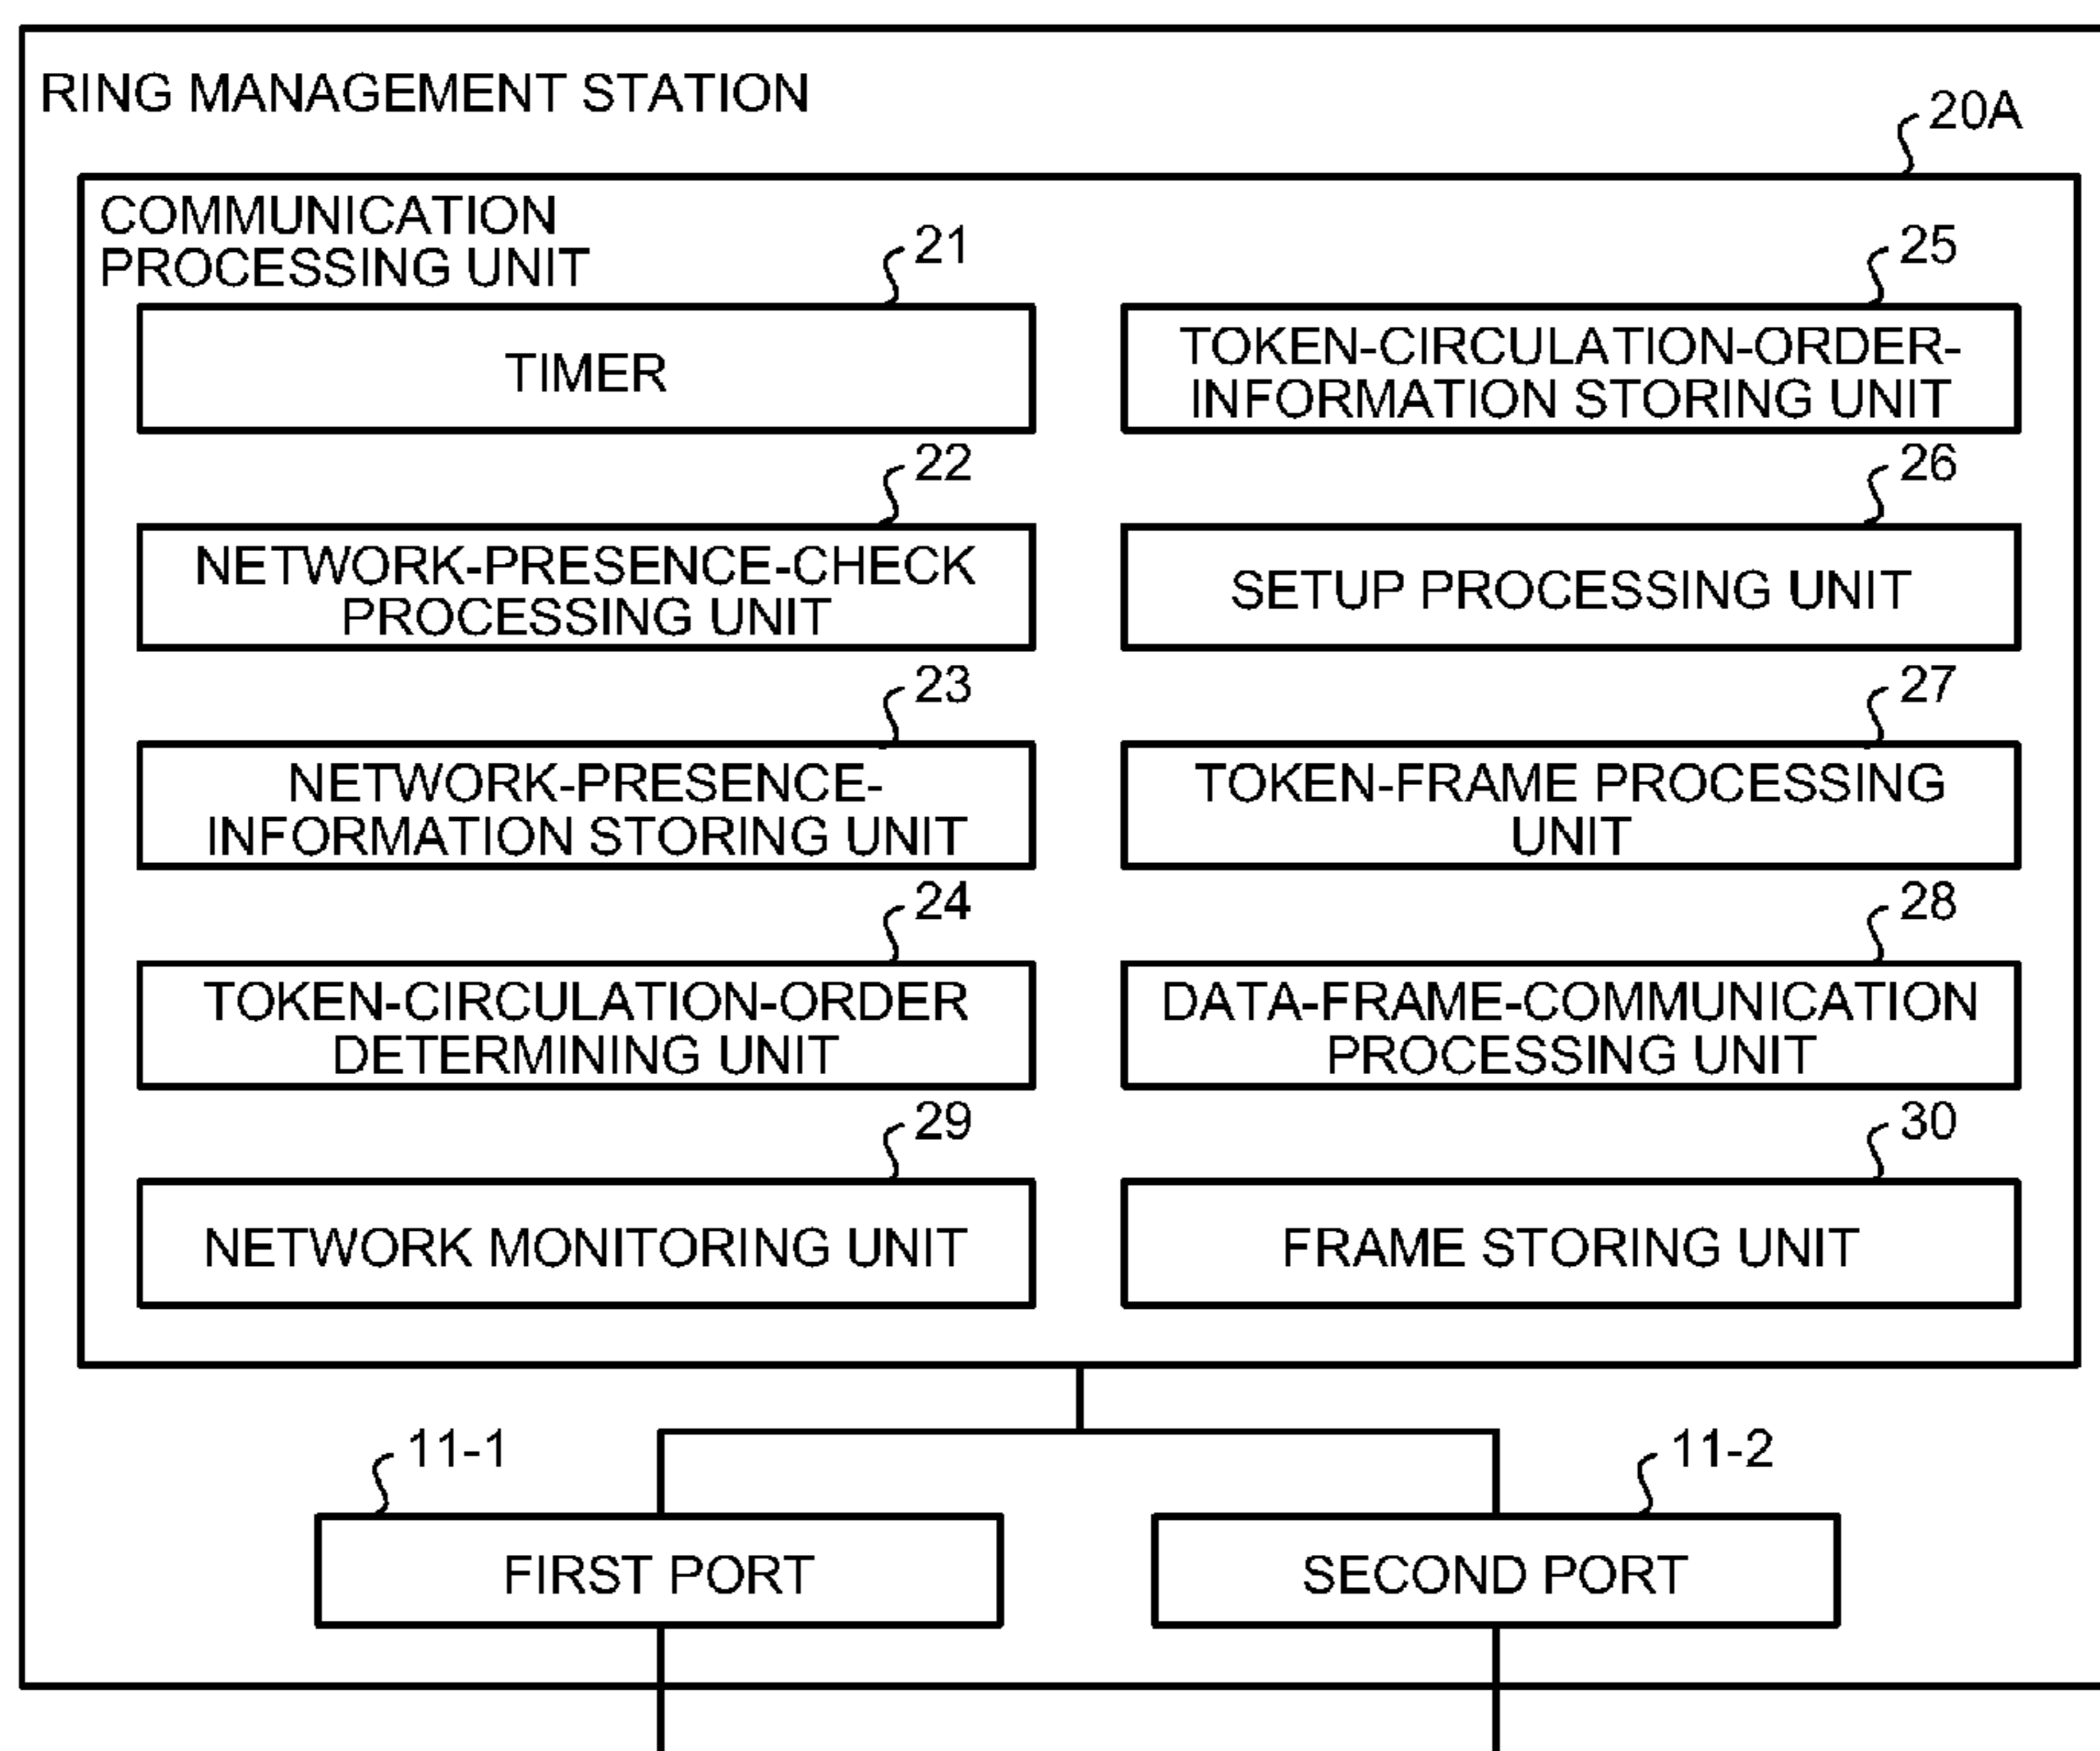 RING MANAGEMENT STATION
20A
COMMUNICATION
PROCESSING UNIT
21
25
TIMER
TOKEN-CIRCULATION-ORDER-
INFORMATION STORING UNIT
22
26
NETWORK-PRESENCE-CHECK
PROCESSING UNIT
SETUP PROCESSING UNIT
23
27
NETWORK-PRESENCE-
INFORMATION STORING UNIT
TOKEN-FRAME PROCESSING
UNIT
24
28
TOKEN-CIRCULATION-ORDER
DETERMINING UNIT
DATA-FRAME-COMMUNICATION
PROCESSING UNIT
29
30
NETWORK MONITORING UNIT
FRAME STORING UNIT
11-1
11-2
FIRST PORT
SECOND PORT